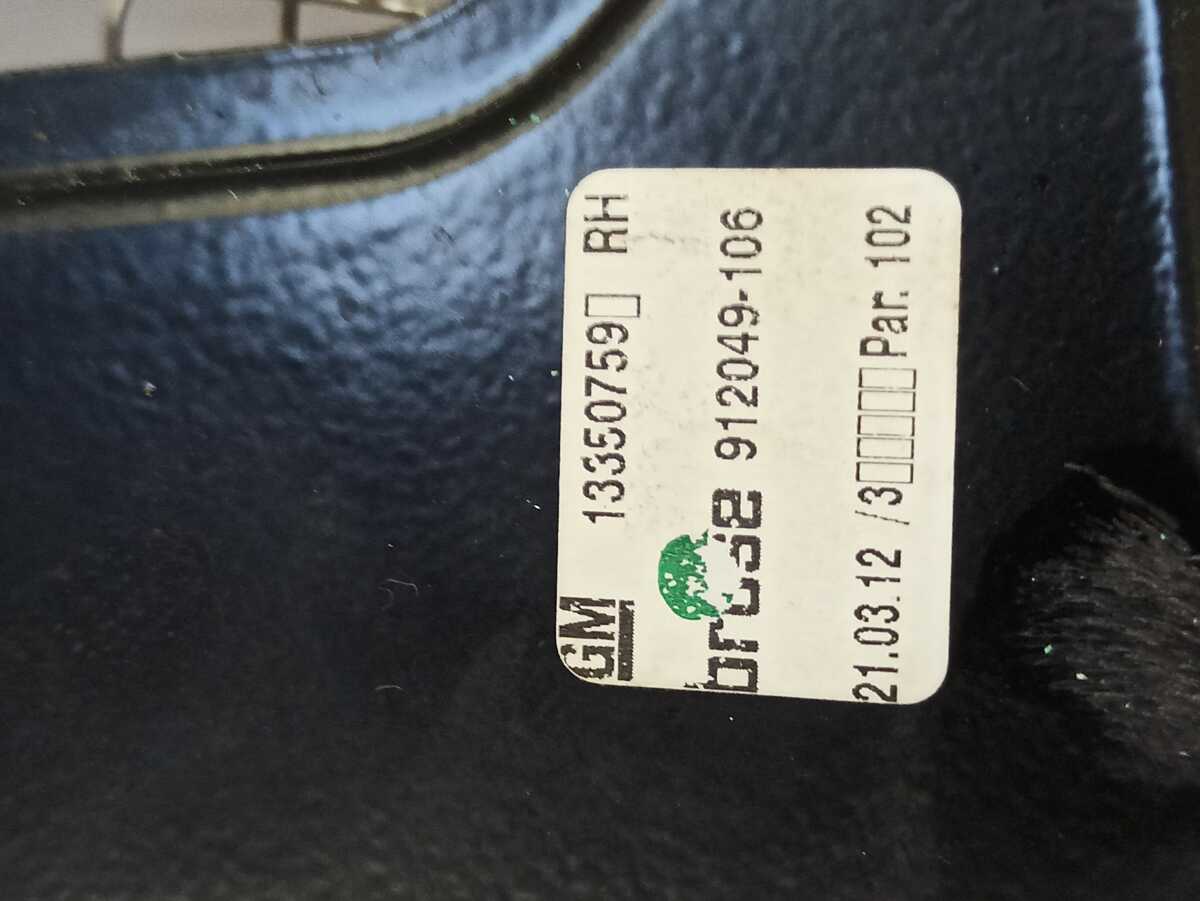 GM 13350759▯ RH
brose 912049-106
21.03.12 /3▯▯▯▯▯Par. 102